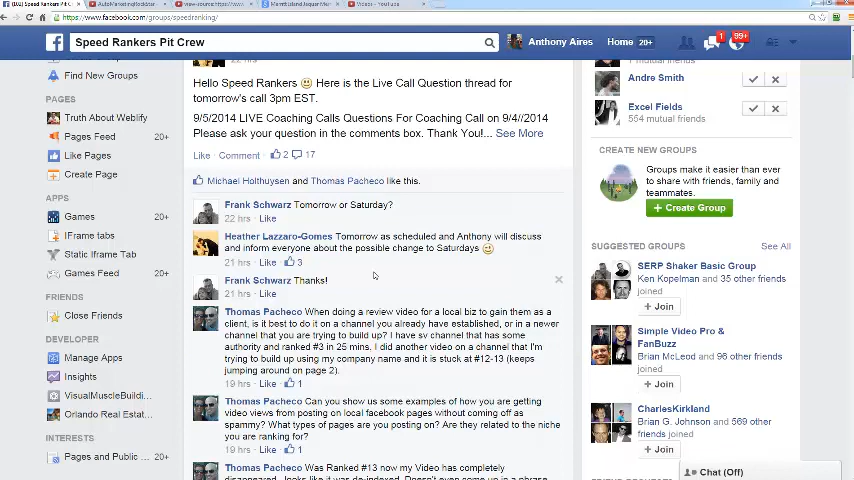 (102) Speed Rankers Pit C
AutoMarketingRockStar
view-source:https://www
Merritt Island Jaguar Mer
Videos - YouTube
https://www.facebook.com/groups/speedranking/
Speed Rankers Pit Crew
Anthony Aires
Home 20+
1
99+
Find New Groups
PAGES
Truth About Weblify
Pages Feed 20+
Like Pages
Create Page
APPS
Games 20+
IFrame tabs
Static Iframe Tab
Games Feed 20+
FRIENDS
Close Friends
DEVELOPER
Manage Apps
Insights
VisualMuscleBuildi...
Orlando Real Estat...
INTERESTS
Pages and Public ... 20+
22 hrs
Hello Speed Rankers Here is the Live Call Question thread for
tomorrow's call 3pm EST.
9/5/2014 LIVE Coaching Calls Questions For Coaching Call on 9/4//2014
Please ask your question in the comments box. Thank You!... See More
Like · Comment · 2 17
Michael Holthuysen and Thomas Pacheco like this.
Frank Schwarz Tomorrow or Saturday?
22 hrs · Like
Heather Lazzaro-Gomes Tomorrow as scheduled and Anthony will discuss
and inform everyone about the possible change to Saturdays
21 hrs · Like · 3
Frank Schwarz Thanks!
21 hrs · Like
Thomas Pacheco When doing a review video for a local biz to gain them as a
client, is it best to do it on a channel you already have established, or in a newer
channel that you are trying to build up? I have sv channel that has some
authority and ranked #3 in 25 mins. I did another video on a channel that I'm
trying to build up using my company name and it is stuck at #12-13 (keeps
jumping around on page 2).
19 hrs · Like · 1
Thomas Pacheco Can you show us some examples of how you are getting
video views from posting on local facebook pages without coming off as
spammy? What types of pages are you posting on? Are they related to the niche
you are ranking for?
19 hrs · Like · 1
Thomas Pacheco Was Ranked #13 now my Video has completely
disappeared, looks like it was de-indexed. Doesn't even come up in a phrase
1 mutual friend
Andre Smith
Excel Fields
554 mutual friends
CREATE NEW GROUPS
Groups make it easier than ever
to share with friends, family and
teammates.
+ Create Group
SUGGESTED GROUPS See All
SERP Shaker Basic Group
Ken Kopelman and 35 other friends
joined
+ Join
Simple Video Pro &
FanBuzz
Brian McLeod and 96 other friends
joined
+ Join
CharlesKirkland
Brian G. Johnson and 569 other
friends joined
+ Join
Chat (Off)